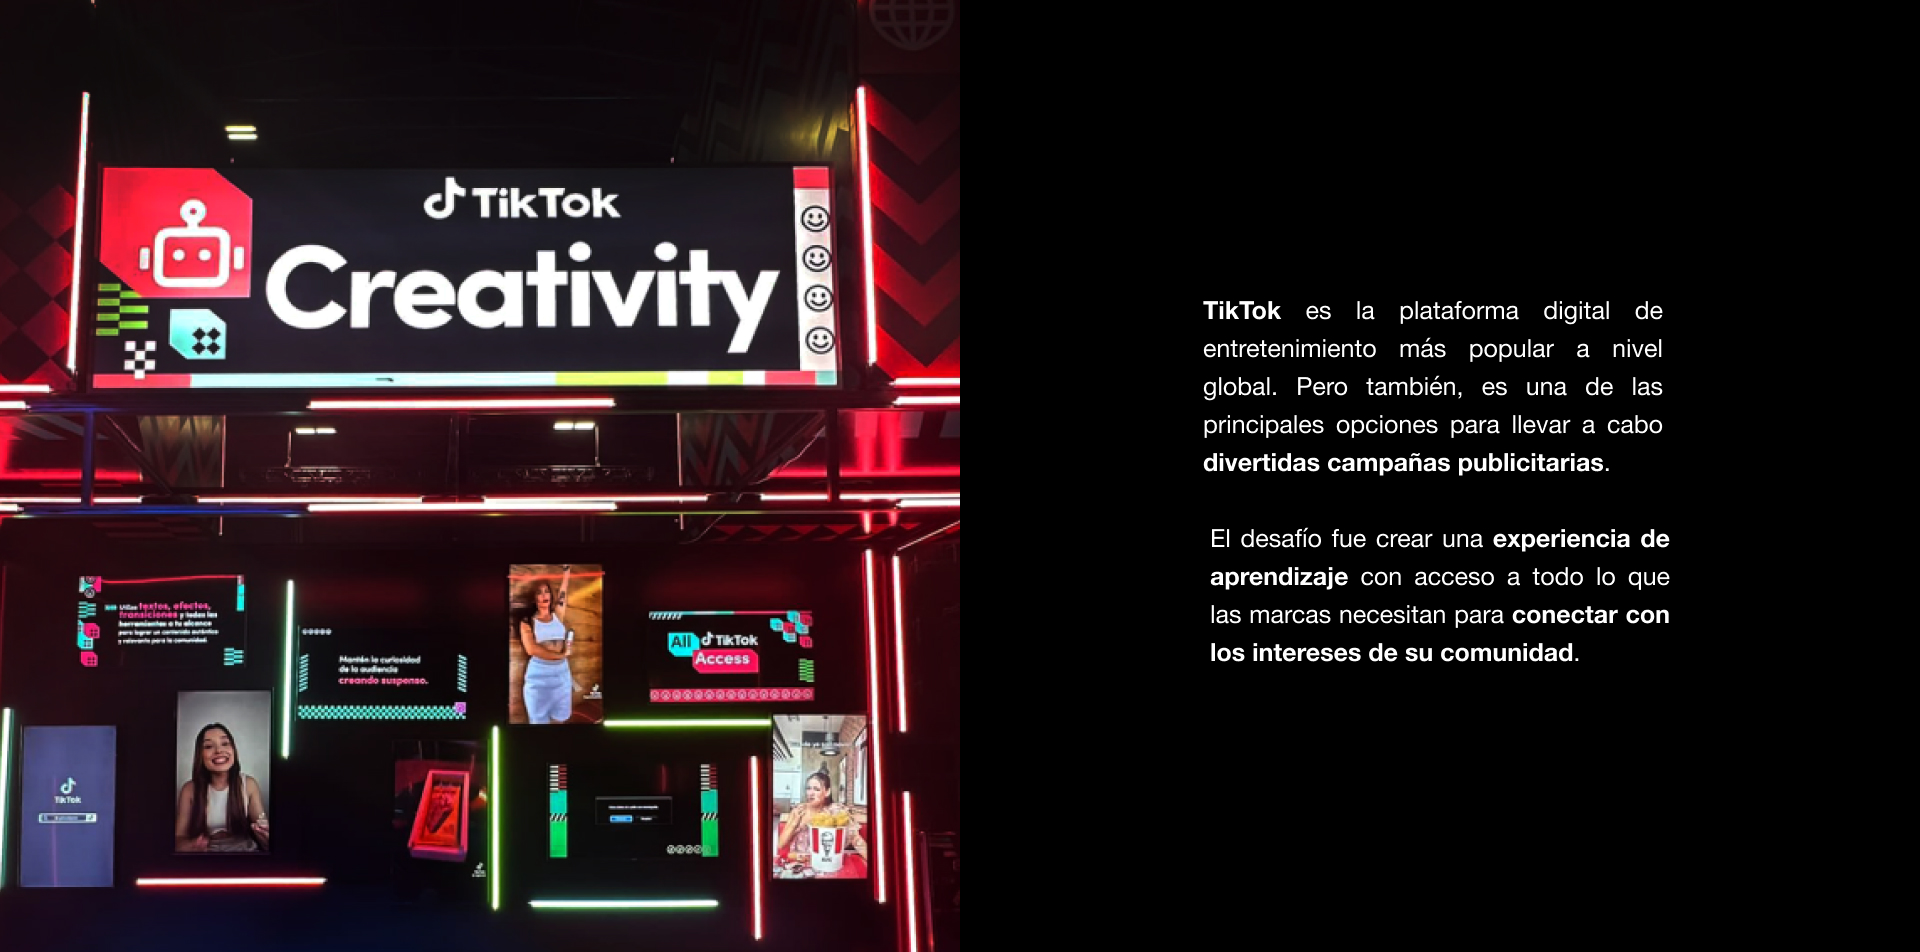 TikTok
Creativity
Utiliza textos, efectos,
transiciones y todas las
herramientas a tu alcance
para lograr un contenido auténtico
y relevante para la comunidad.
Mantén la curiosidad
de la audiencia
creando suspenso.
All TikTok
Access
TikTok
KFC
TikTok es la plataforma digital de
entretenimiento más popular a nivel
global. Pero también, es una de las
principales opciones para llevar a cabo
divertidas campañas publicitarias.
El desafío fue crear una experiencia de
aprendizaje con acceso a todo lo que
las marcas necesitan para conectar con
los intereses de su comunidad.